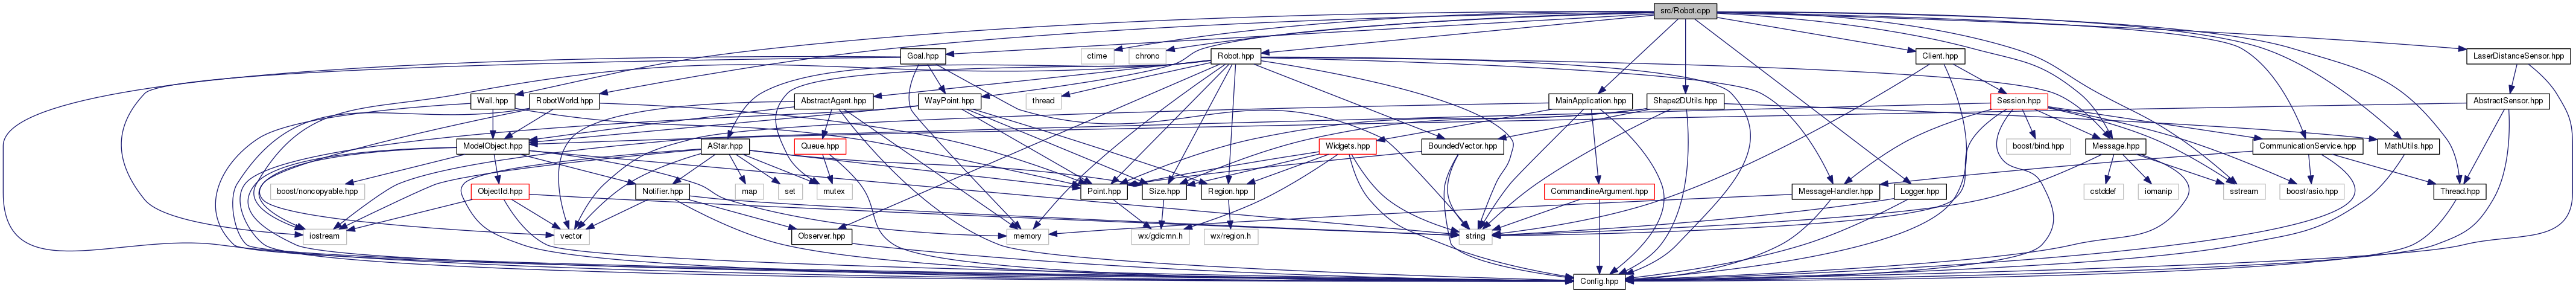 src/Robot.cpp
Goal.hpp
ctime
chrono
Robot.hpp
Client.hpp
LaserDistanceSensor.hpp
Wall.hpp
RobotWorld.hpp
AbstractAgent.hpp
WayPoint.hpp
thread
MainApplication.hpp
Shape2DUtils.hpp
Session.hpp
AbstractSensor.hpp
ModelObject.hpp
AStar.hpp
Queue.hpp
Widgets.hpp
BoundedVector.hpp
boost/bind.hpp
Message.hpp
CommunicationService.hpp
MathUtils.hpp
boost/noncopyable.hpp
ObjectId.hpp
Notifier.hpp
map
set
mutex
Point.hpp
Size.hpp
Region.hpp
CommandlineArgument.hpp
MessageHandler.hpp
Logger.hpp
cstddef
iomanip
sstream
boost/asio.hpp
Thread.hpp
iostream
vector
Observer.hpp
memory
wx/gdicmn.h
wx/region.h
string
Config.hpp